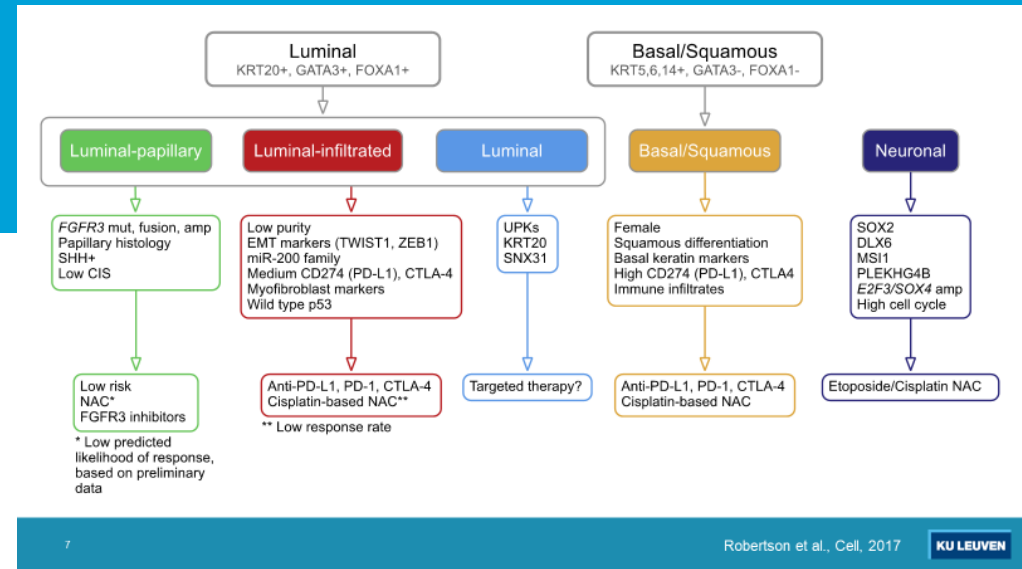 Luminal
KRT20+, GATA3+, FOXA1+
Basal/Squamous
KRT5,6,14+, GATA3-, FOXA1-
Luminal-papillary
Luminal-infiltrated
Luminal
Basal/Squamous
Neuronal
FGFR3 mut, fusion, amp
Papillary histology
SHH+
Low CIS
Low purity
EMT markers (TWIST1, ZEB1)
miR-200 family
Medium CD274 (PD-L1), CTLA-4
Myofibroblast markers
Wild type p53
UPKs
KRT20
SNX31
Female
Squamous differentiation
Basal keratin markers
High CD274 (PD-L1), CTLA4
Immune infiltrates
SOX2
DLX6
MSI1
PLEKHG4B
E2F3/SOX4 amp
High cell cycle
Low risk
NAC*
FGFR3 inhibitors
* Low predicted
likelihood of response,
based on preliminary
data
Anti-PD-L1, PD-1, CTLA-4
Cisplatin-based NAC**
** Low response rate
Targeted therapy?
Anti-PD-L1, PD-1, CTLA-4
Cisplatin-based NAC
Etoposide/Cisplatin NAC
7
Robertson et al., Cell, 2017
KU LEUVEN